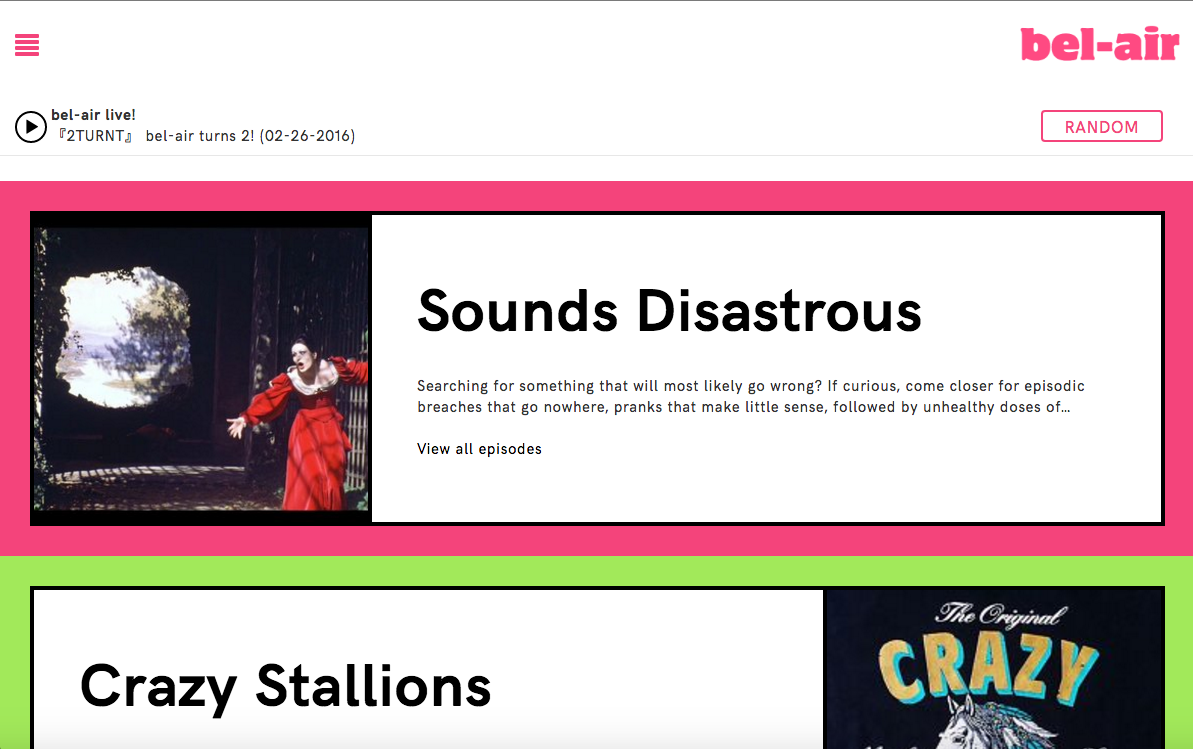 bel-air
bel-air live!
『2TURNT』 bel-air turns 2! (02-26-2016)
RANDOM
Sounds Disastrous
Searching for something that will most likely go wrong? If curious, come closer for episodic
breaches that go nowhere, pranks that make little sense, followed by unhealthy doses of…
View all episodes
Crazy Stallions
The Original
CRAZY